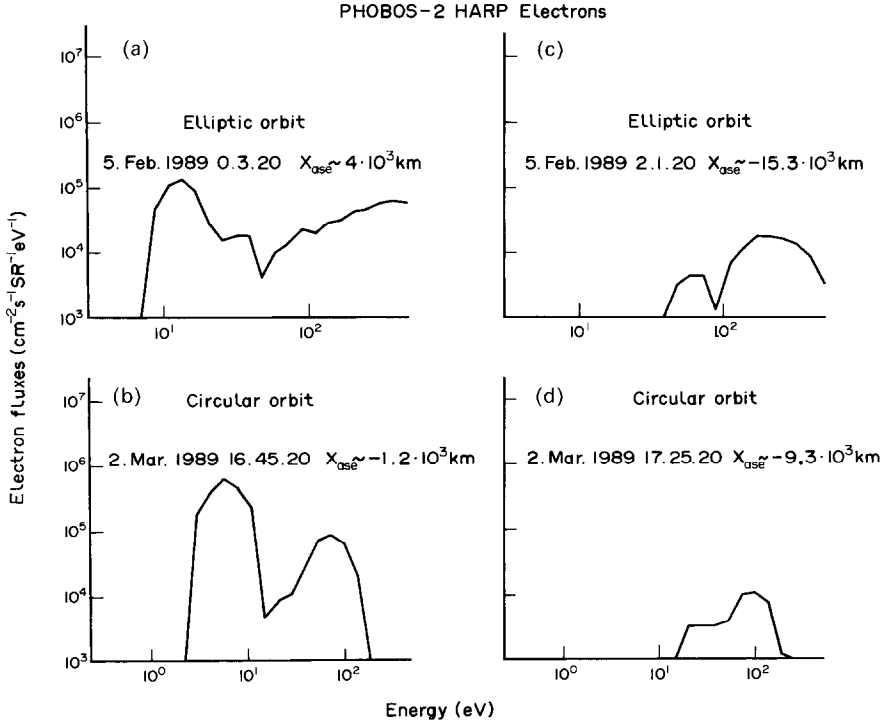 PHOBOS-2 HARP Electrons
(a)
Elliptic orbit
5. Feb. 1989 0.3.20 Xase~ 4·10³km
10⁷
10⁶
10⁵
10⁴
10³
10¹
10²
(c)
Elliptic orbit
5. Feb. 1989 2.1.20 Xase~-15.3·10³km
10¹
10²
(b)
Circular orbit
2. Mar. 1989 16.45.20 Xase~-1.2·10³km
10⁷
10⁶
10⁵
10⁴
10³
10⁰
10¹
10²
(d)
Circular orbit
2. Mar. 1989 17.25.20 Xase~-9.3·10³km
10⁰
10¹
10²
Electron fluxes (cm⁻²s⁻¹SR⁻¹eV⁻¹)
Energy (eV)